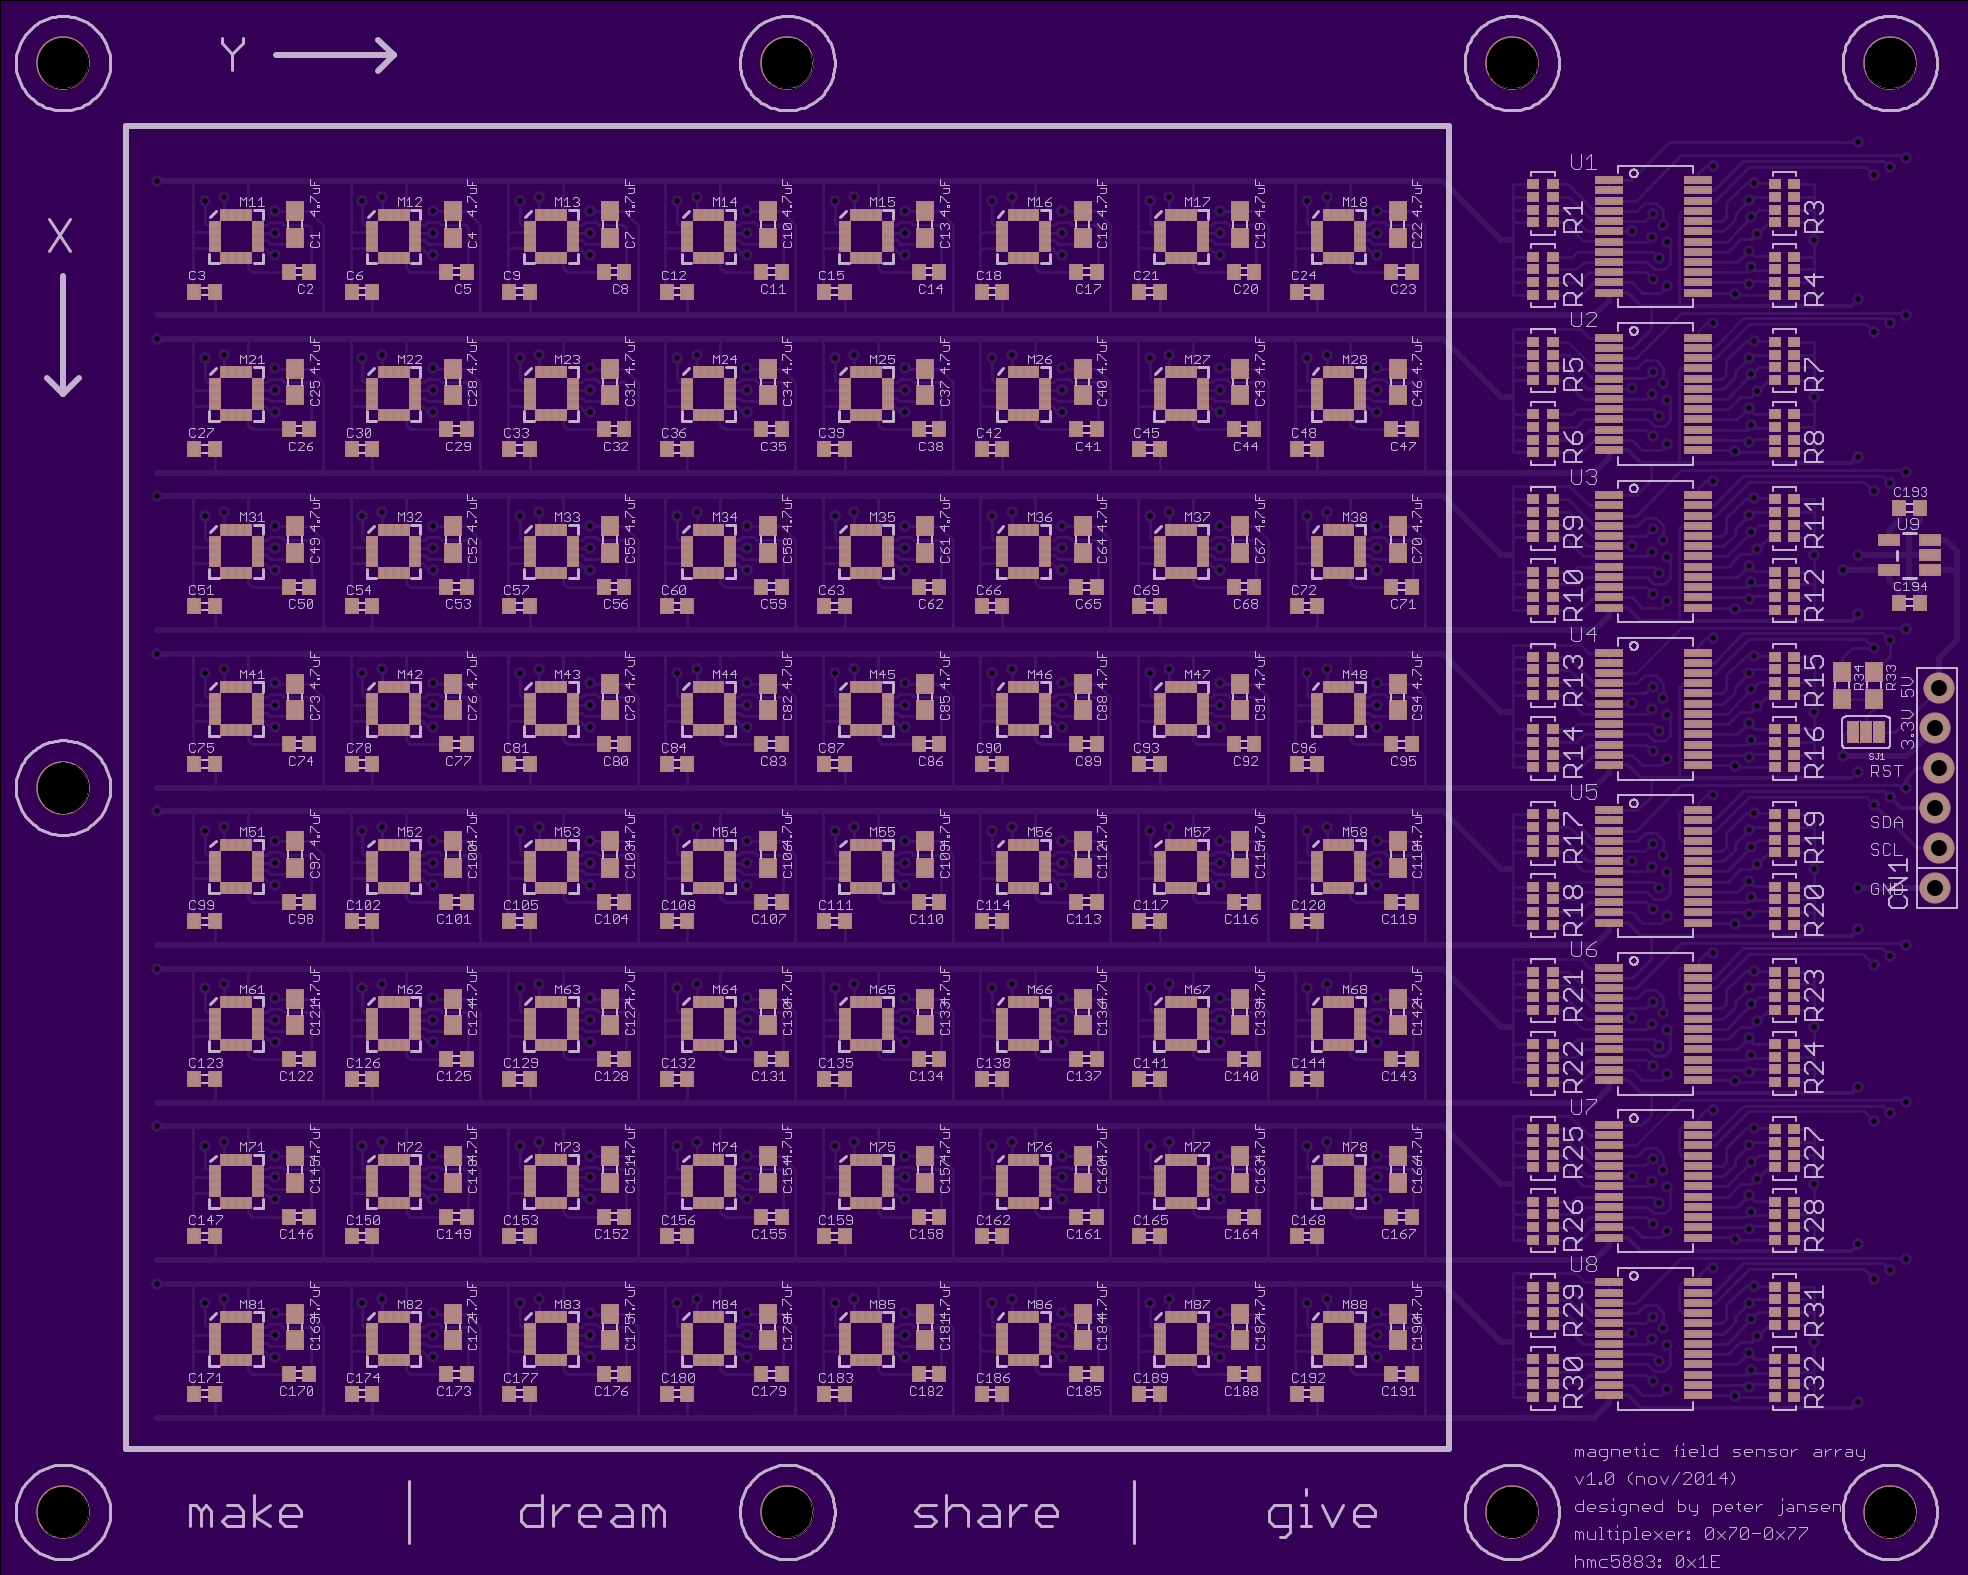 Y
X
U1
M11 M12 M13 M14 M15 M16 M17 M18
C1 4.7uF C4 4.7uF C7 4.7uF C10 4.7uF C13 4.7uF C16 4.7uF C19 4.7uF C22 4.7uF
R1 R3
C3 C6 C9 C12 C15 C18 C21 C24
C2 C5 C8 C11 C14 C17 C20 C23
R2 R4
U2
M21 M22 M23 M24 M25 M26 M27 M28
C25 4.7uF C28 4.7uF C31 4.7uF C34 4.7uF C37 4.7uF C40 4.7uF C43 4.7uF C46 4.7uF
R5 R7
C27 C30 C33 C36 C39 C42 C45 C48
C26 C29 C32 C35 C38 C41 C44 C47
R6 R8
U3
C193
U9
M31 M32 M33 M34 M35 M36 M37 M38
C49 4.7uF C52 4.7uF C55 4.7uF C58 4.7uF C61 4.7uF C64 4.7uF C67 4.7uF C70 4.7uF
R9 R11
C194
C51 C54 C57 C60 C63 C66 C69 C72
C50 C53 C56 C59 C62 C65 C68 C71
R10 R12
U4
M41 M42 M43 M44 M45 M46 M47 M48
C73 4.7uF C76 4.7uF C79 4.7uF C82 4.7uF C85 4.7uF C88 4.7uF C91 4.7uF C94 4.7uF
R13 R15
R34 R33 5V
3.3V
SJ1
C75 C78 C81 C84 C87 C90 C93 C96
C74 C77 C80 C83 C86 C89 C92 C95
R14 R16
RST
U5
SDA
SCL
GND
CN1
M51 M52 M53 M54 M55 M56 M57 M58
C97 4.7uF C100 4.7uF C103 4.7uF C106 4.7uF C109 4.7uF C112 4.7uF C115 4.7uF C118 4.7uF
R17 R19
C99 C102 C105 C108 C111 C114 C117 C120
C98 C101 C104 C107 C110 C113 C116 C119
R18 R20
U6
M61 M62 M63 M64 M65 M66 M67 M68
C121 4.7uF C124 4.7uF C127 4.7uF C130 4.7uF C133 4.7uF C136 4.7uF C139 4.7uF C142 4.7uF
R21 R23
C123 C126 C129 C132 C135 C138 C141 C144
C122 C125 C128 C131 C134 C137 C140 C143
R22 R24
U7
M71 M72 M73 M74 M75 M76 M77 M78
C145 4.7uF C148 4.7uF C151 4.7uF C154 4.7uF C157 4.7uF C160 4.7uF C163 4.7uF C166 4.7uF
R25 R27
C147 C150 C153 C156 C159 C162 C165 C168
C146 C149 C152 C155 C158 C161 C164 C167
R26 R28
U8
M81 M82 M83 M84 M85 M86 M87 M88
C169 4.7uF C172 4.7uF C175 4.7uF C178 4.7uF C181 4.7uF C184 4.7uF C187 4.7uF C190 4.7uF
R29 R31
C171 C174 C177 C180 C183 C186 C189 C192
C170 C173 C176 C179 C182 C185 C188 C191
R30 R32
make | dream share | give
magnetic field sensor array
v1.0 (nov/2014)
designed by peter jansen
multiplexer: 0x70-0x77
hmc5883: 0x1E